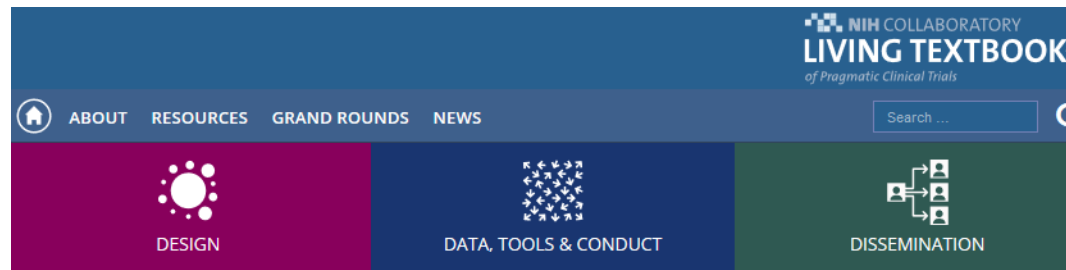 NIH COLLABORATORY
LIVING TEXTBOOK
of Pragmatic Clinical Trials
ABOUT RESOURCES GRAND ROUNDS NEWS Search ...
DESIGN DATA, TOOLS & CONDUCT DISSEMINATION